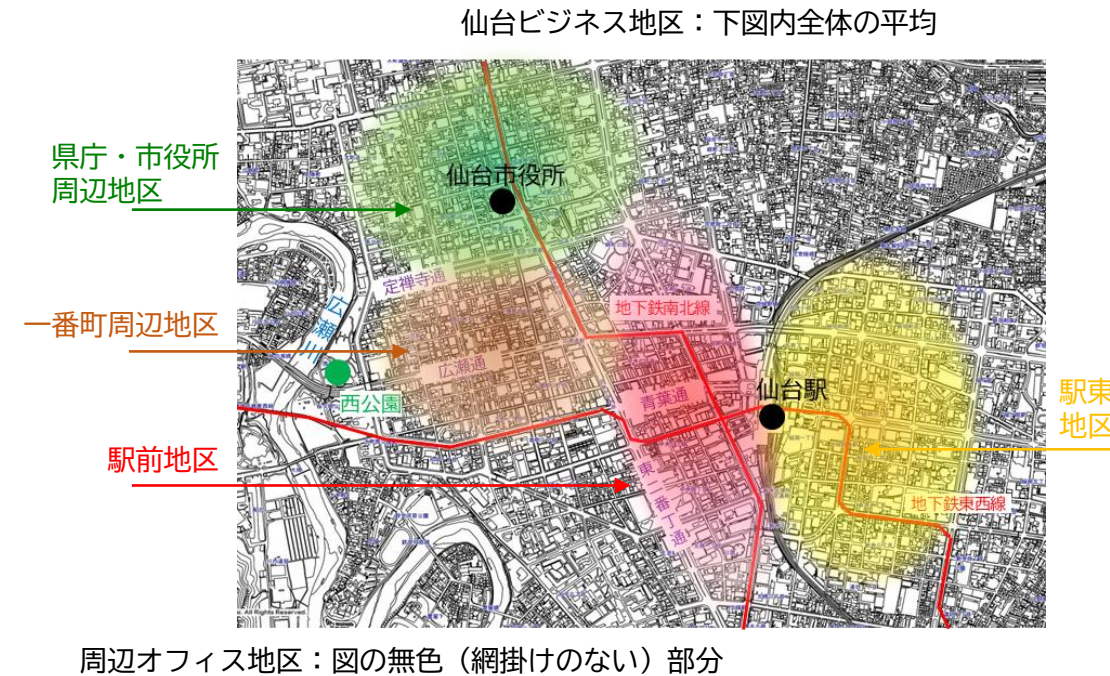 仙台ビジネス地区：下図内全体の平均
県庁・市役所
周辺地区
仙台市役所
定禅寺通
地下鉄南北線
一番町周辺地区
広瀬川
広瀬通
仙台駅
青葉通
西公園
駅東
地区
駅前地区
東二番丁通
地下鉄東西線
All Rights Reserved.
周辺オフィス地区：図の無色（網掛けのない）部分